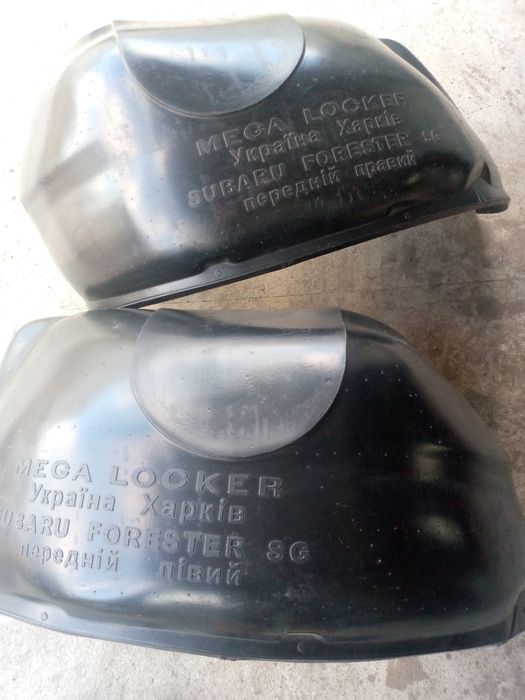 MEGA LOCKER
Україна Харків
SUBARU FORESTER SG
передній правий
MEGA LOCKER
Україна Харків
SUBARU FORESTER SG
передній лівий